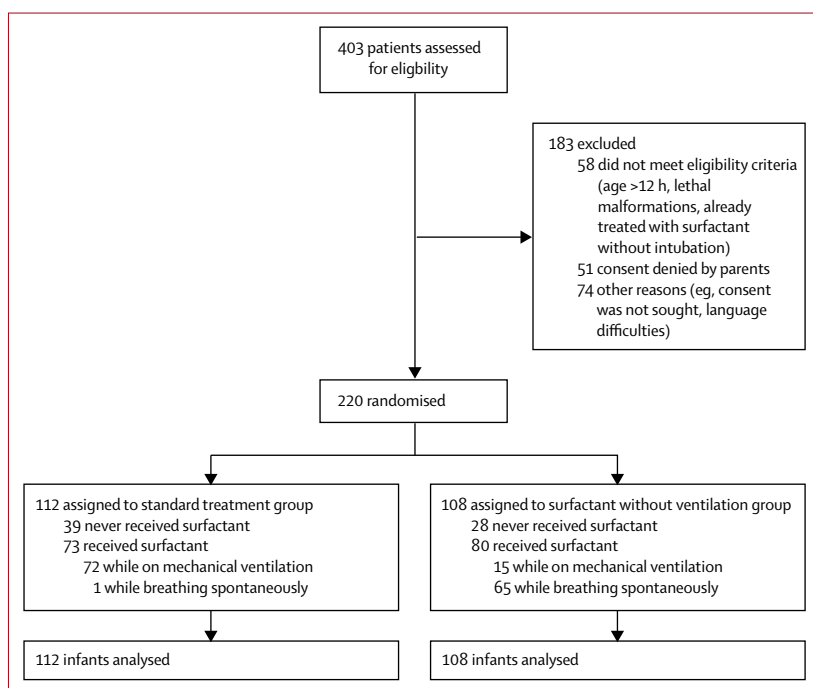 403 patients assessed
for eligbility
183 excluded
58 did not meet eligibility criteria
(age >12 h, lethal
malformations, already
treated with surfactant
without intubation)
51 consent denied by parents
74 other reasons (eg, consent
was not sought, language
difficulties)
220 randomised
112 assigned to standard treatment group
39 never received surfactant
73 received surfactant
72 while on mechanical ventilation
1 while breathing spontaneously
108 assigned to surfactant without ventilation group
28 never received surfactant
80 received surfactant
15 while on mechanical ventilation
65 while breathing spontaneously
112 infants analysed
108 infants analysed